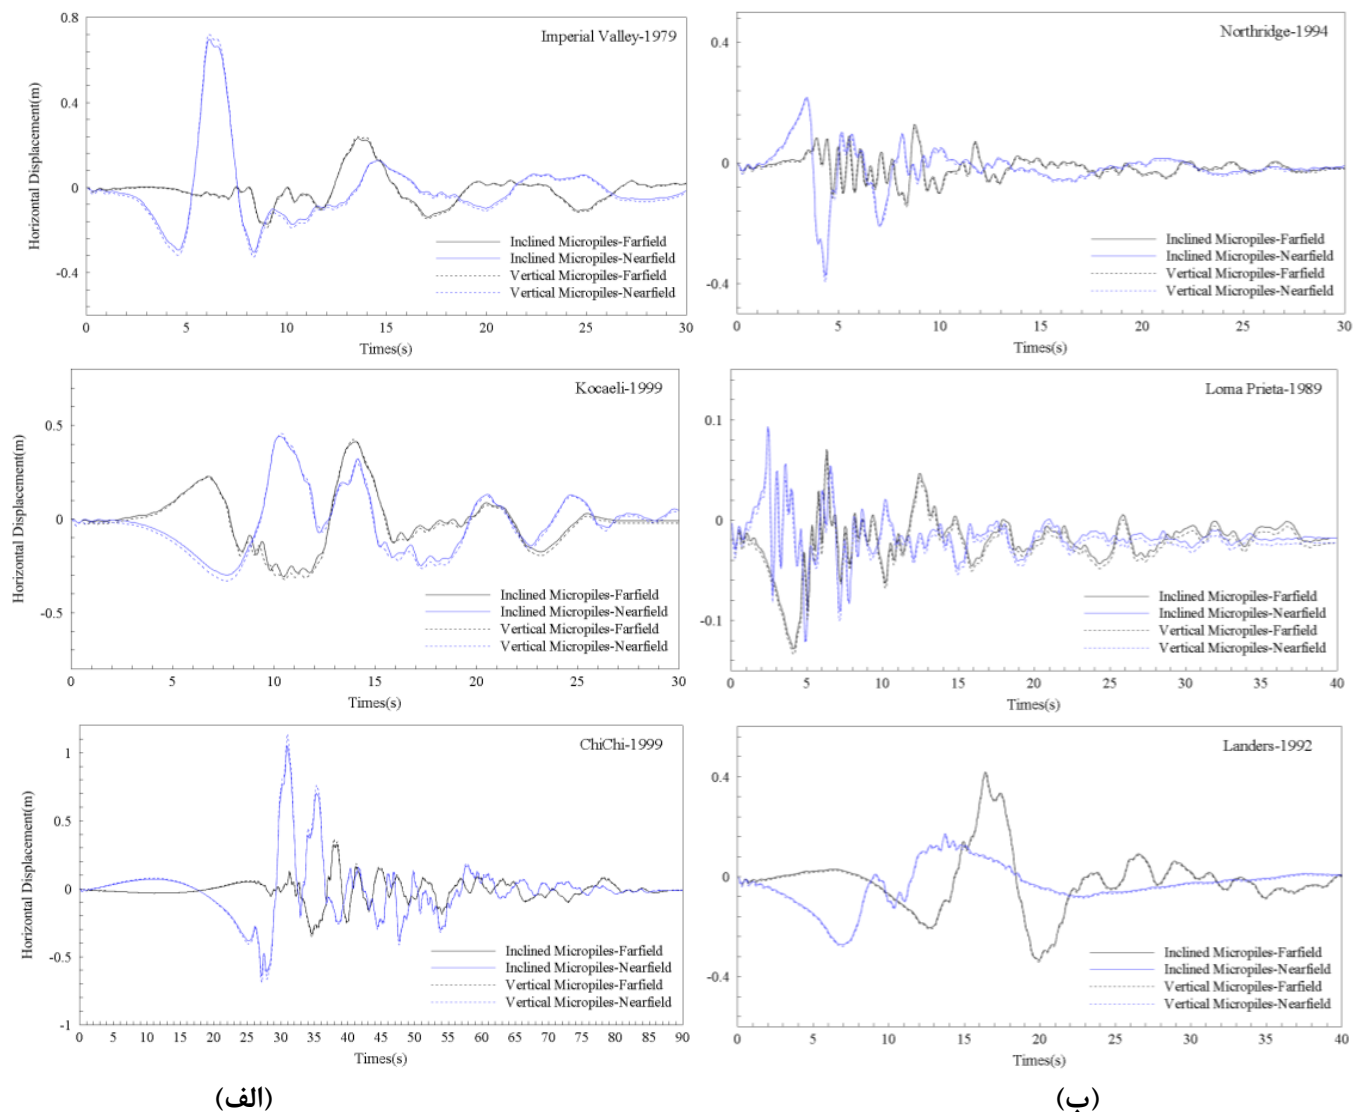 Imperial Valley-1979
0.8
0.4
0
-0.4
Horizontal Displacement(m)
Inclined Micropiles-Farfield
Inclined Micropiles-Nearfield
Vertical Micropiles-Farfield
Vertical Micropiles-Nearfield
0 5 10 15 20 25 30
Times(s)
Northridge-1994
0.4
0
-0.4
Inclined Micropiles-Farfield
Inclined Micropiles-Nearfield
Vertical Micropiles-Farfield
Vertical Micropiles-Nearfield
0 5 10 15 20 25 30
Times(s)
Kocaeli-1999
0.5
0
-0.5
Horizontal Displacement(m)
Inclined Micropiles-Farfield
Inclined Micropiles-Nearfield
Vertical Micropiles-Farfield
Vertical Micropiles-Nearfield
0 5 10 15 20 25 30
Times(s)
Loma Prieta-1989
0.1
0
-0.1
Inclined Micropiles-Farfield
Inclined Micropiles-Nearfield
Vertical Micropiles-Farfield
Vertical Micropiles-Nearfield
0 5 10 15 20 25 30 35 40
Times(s)
ChiChi-1999
1
0.5
0
-0.5
-1
Horizontal Displacement(m)
Inclined Micropiles-Farfield
Inclined Micropiles-Nearfield
Vertical Micropiles-Farfield
Vertical Micropiles-Nearfield
0 5 10 15 20 25 30 35 40 45 50 55 60 65 70 75 80 85 90
Times(s)
Landers-1992
0.4
0
-0.4
Inclined Micropiles-Farfield
Inclined Micropiles-Nearfield
Vertical Micropiles-Farfield
Vertical Micropiles-Nearfield
0 5 10 15 20 25 30 35 40
Times(s)
(الف)
(ب)